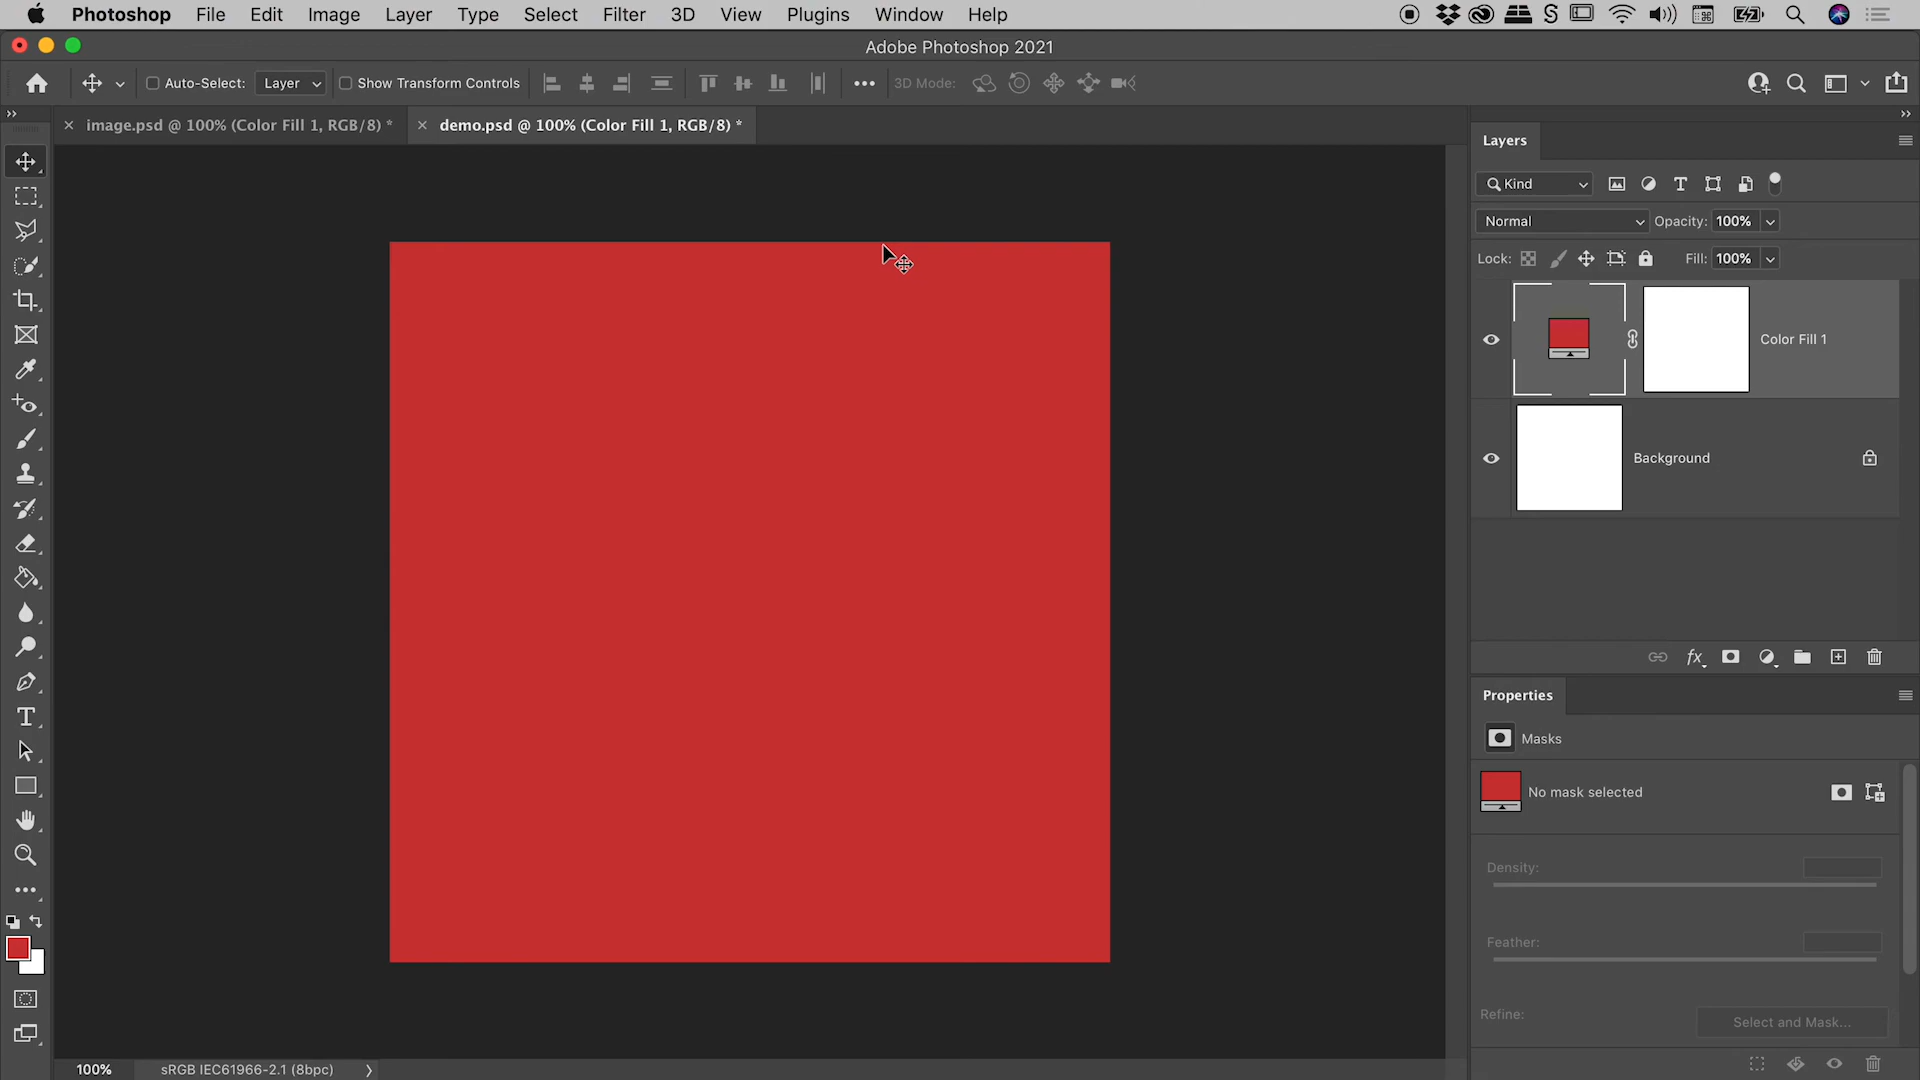 Photoshop File Edit Image Layer Type Select Filter 3D View Plugins Window Help
Adobe Photoshop 2021
Auto-Select: Layer Show Transform Controls 3D Mode:
image.psd @ 100% (Color Fill 1, RGB/8) * demo.psd @ 100% (Color Fill 1, RGB/8) *
Layers
Kind
Normal Opacity: 100%
Lock: Fill: 100%
Color Fill 1
Background
fx
Properties
Masks
No mask selected
Density:
Feather:
Refine: Select and Mask...
100% sRGB IEC61966-2.1 (8bpc)